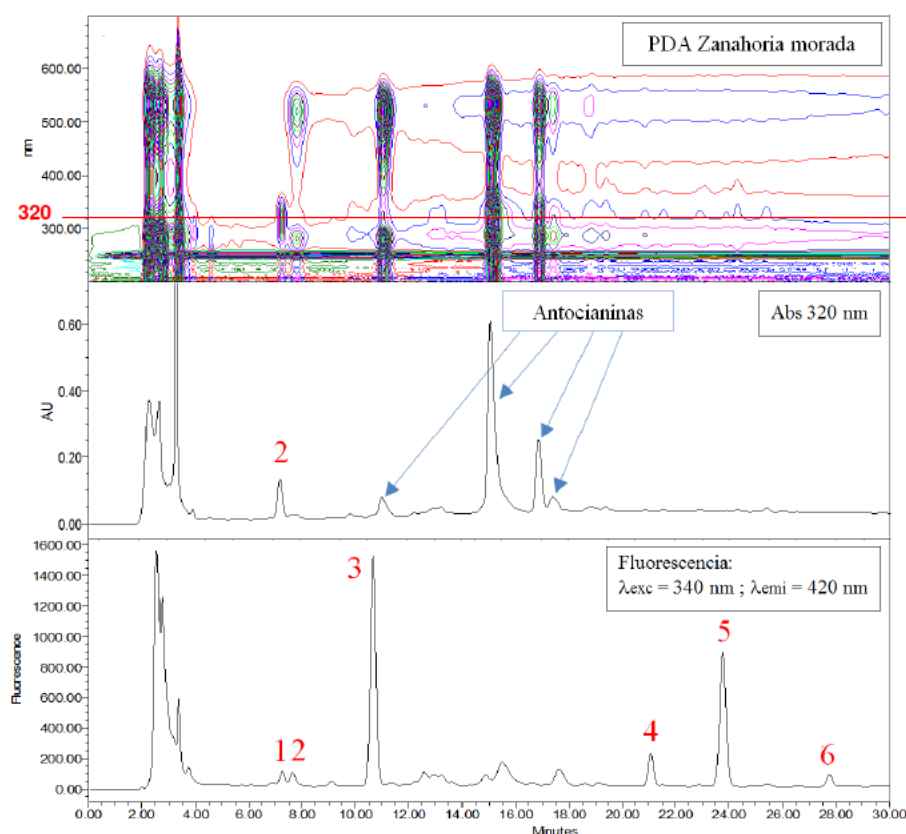 PDA Zanahoria morada
600.00
500.00
nm
400.00
320
300.00
Antocianinas
Abs 320 nm
0.60
0.40
AU
0.20
0.00
2
1600.00
1400.00
1200.00
1000.00
800.00
600.00
400.00
200.00
0.00
Fluorescence
3
Fluorescencia:
λexc = 340 nm ; λemi = 420 nm
5
12
4
6
0.00 2.00 4.00 6.00 8.00 10.00 12.00 14.00 16.00 18.00 20.00 22.00 24.00 26.00 28.00 30.00
Minutes